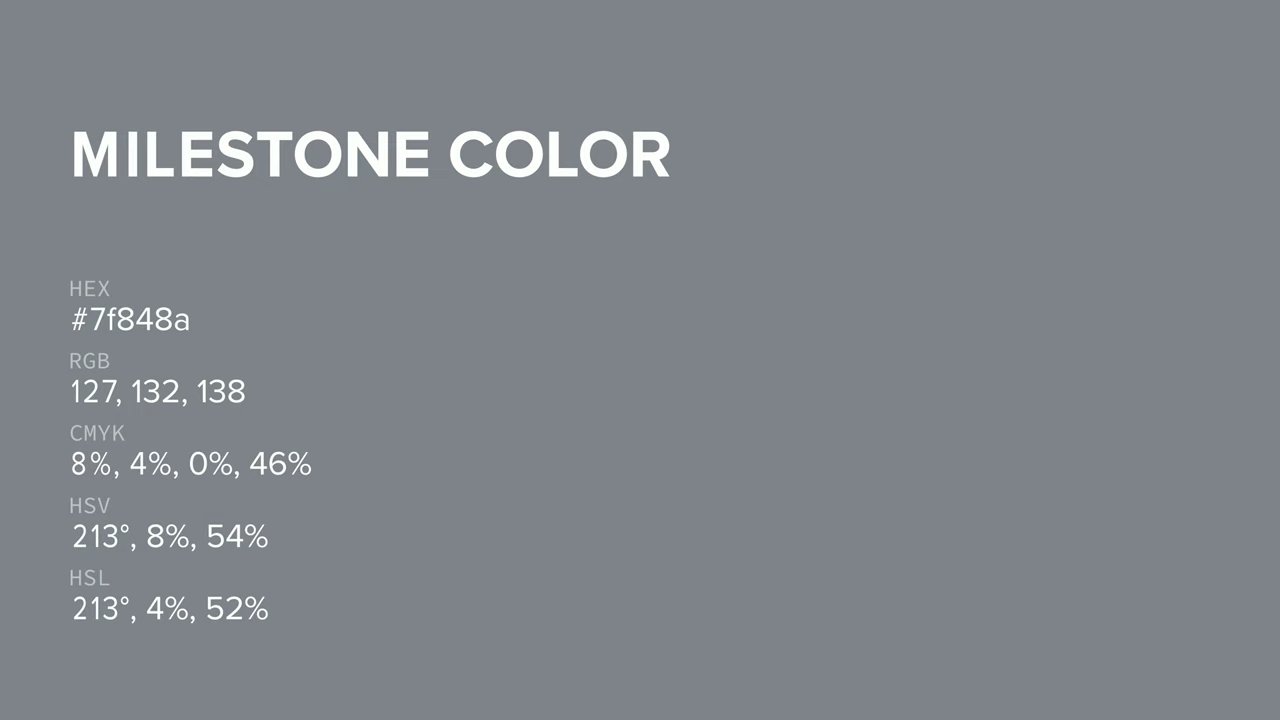 MILESTONE COLOR
HEX
#7f848a
RGB
127, 132, 138
CMYK
8%, 4%, 0%, 46%
HSV
213°, 8%, 54%
HSL
213°, 4%, 52%